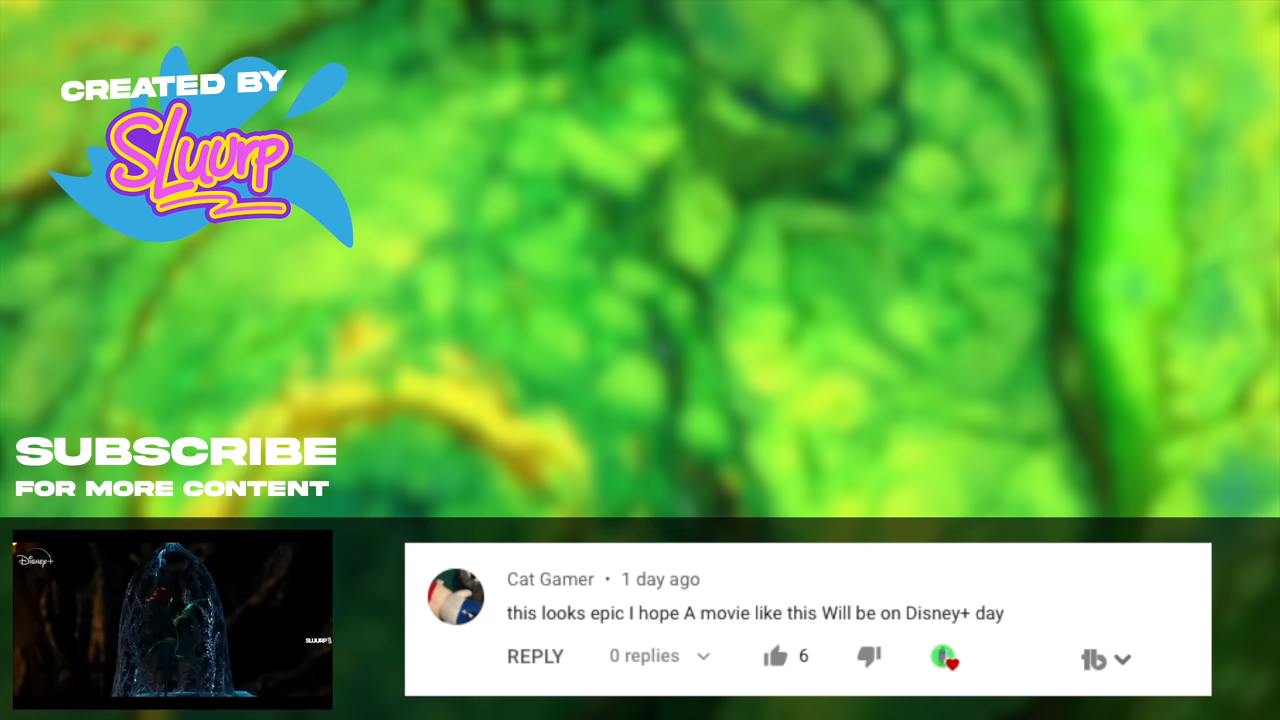 CREATED BY
SLuurp
SUBSCRIBE
FOR MORE CONTENT
Disney+
SLUURP
Cat Gamer • 1 day ago
this looks epic I hope A movie like this Will be on Disney+ day
REPLY 0 replies 6
tb